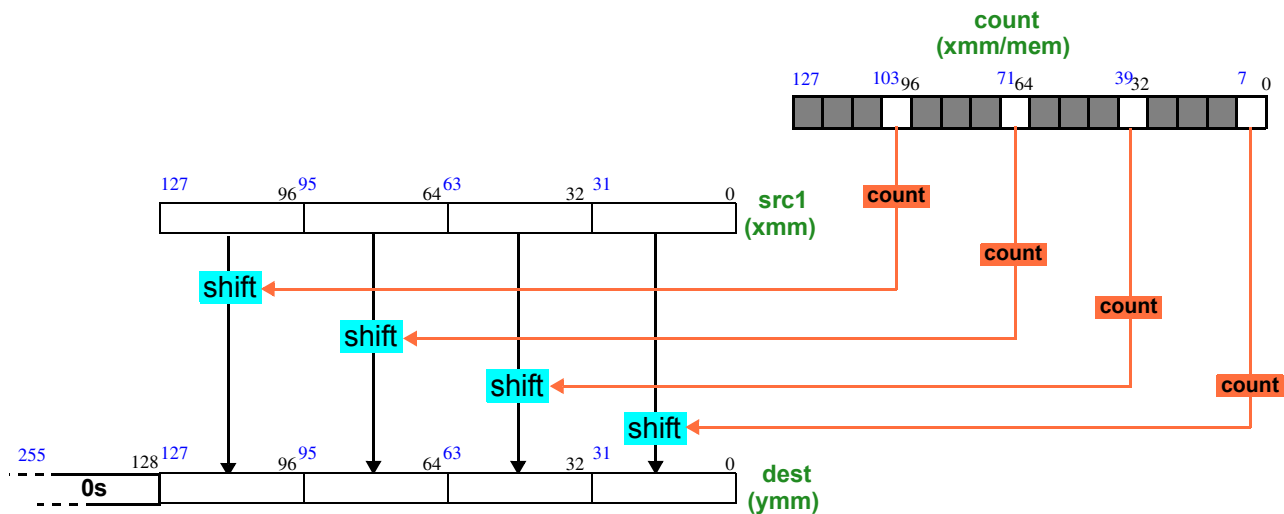 count
(xmm/mem)
127 103 96 71 64 39 32 7 0
127 96 95 64 63 32 31 0
src1
(xmm)
count
count
count
count
shift
shift
shift
shift
255 128 127 96 95 64 63 32 31 0
0s
dest
(ymm)